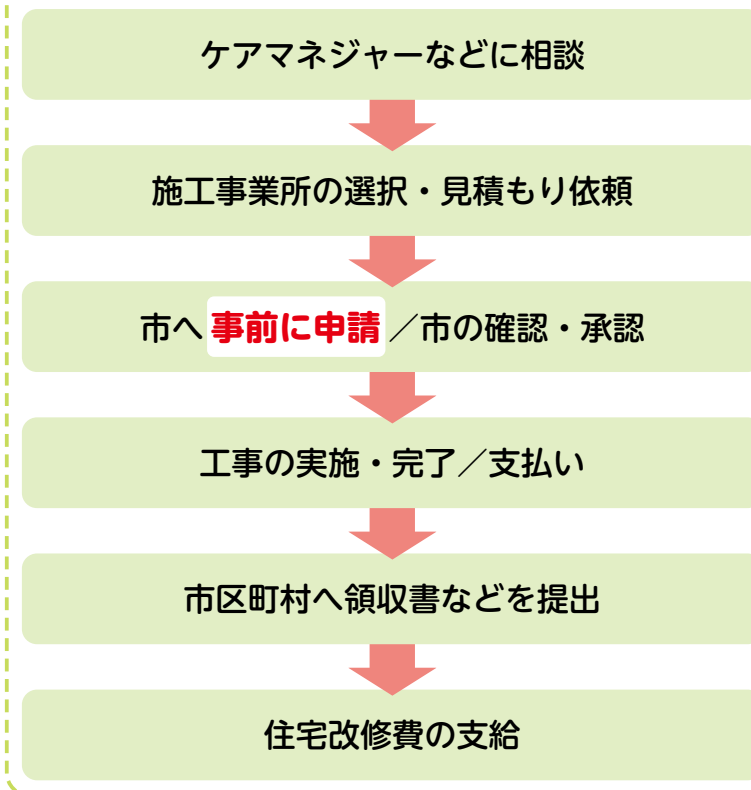 ケアマネジャーなどに相談
施工事業所の選択・見積もり依頼
市へ事前に申請／市の確認・承認
工事の実施・完了／支払い
市区町村へ領収書などを提出
住宅改修費の支給